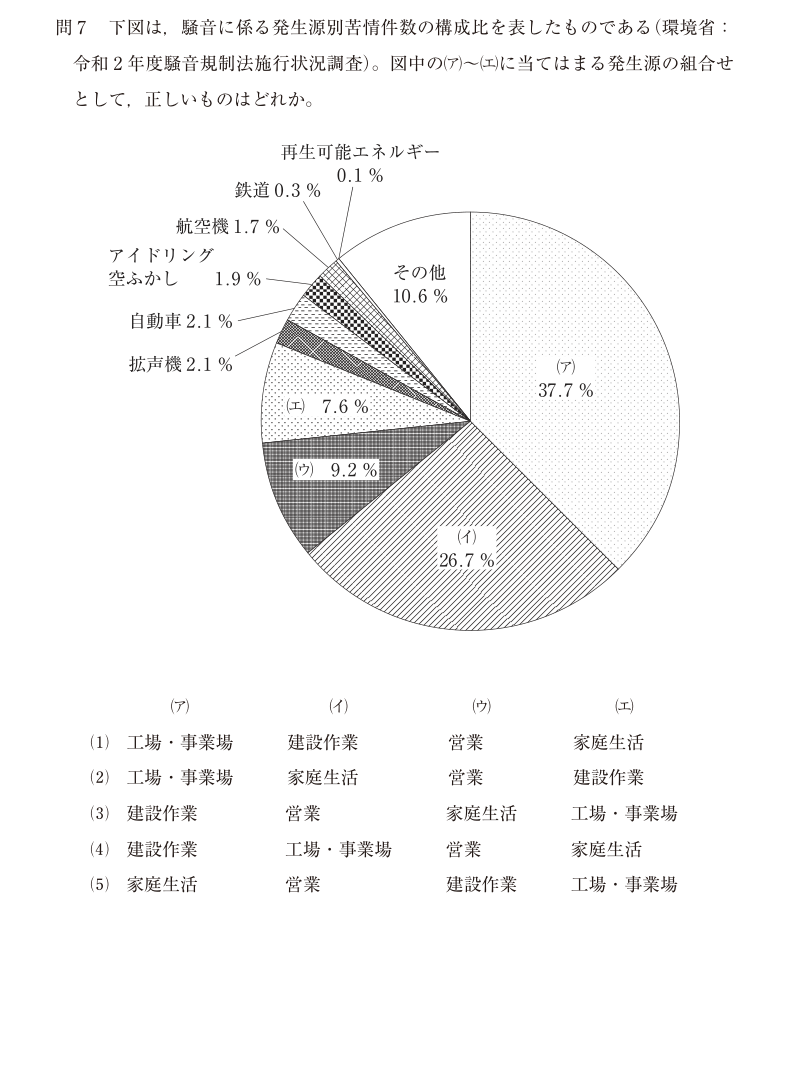 問7　下図は，騒音に係る発生源別苦情件数の構成比を表したものである（環境省：
令和2年度騒音規制法施行状況調査）。図中の㋐～㋓に当てはまる発生源の組合せ
として，正しいものはどれか。
再生可能エネルギー
0.1 %
鉄道 0.3 %
航空機 1.7 %
アイドリング
空ふかし　1.9 %
自動車 2.1 %
拡声機 2.1 %
その他
10.6 %
(ア)
37.7 %
(エ)　7.6 %
(ウ)　9.2 %
(イ)
26.7 %
(ア)　(イ)　(ウ)　(エ)
(1)　工場・事業場　建設作業　営業　家庭生活
(2)　工場・事業場　家庭生活　営業　建設作業
(3)　建設作業　営業　家庭生活　工場・事業場
(4)　建設作業　工場・事業場　営業　家庭生活
(5)　家庭生活　営業　建設作業　工場・事業場